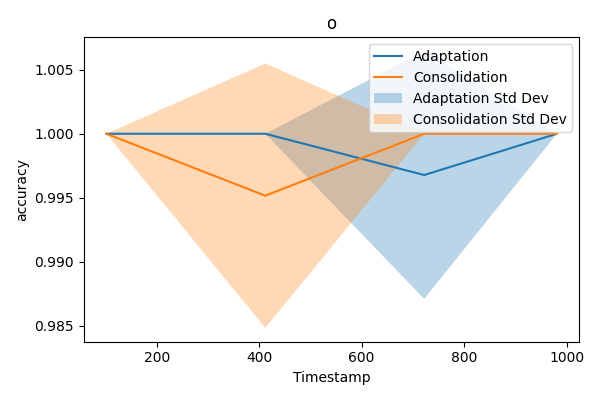 o
Adaptation
Consolidation
Adaptation Std Dev
Consolidation Std Dev
1.005
1.000
0.995
0.990
0.985
accuracy
200
400
600
800
1000
Timestamp